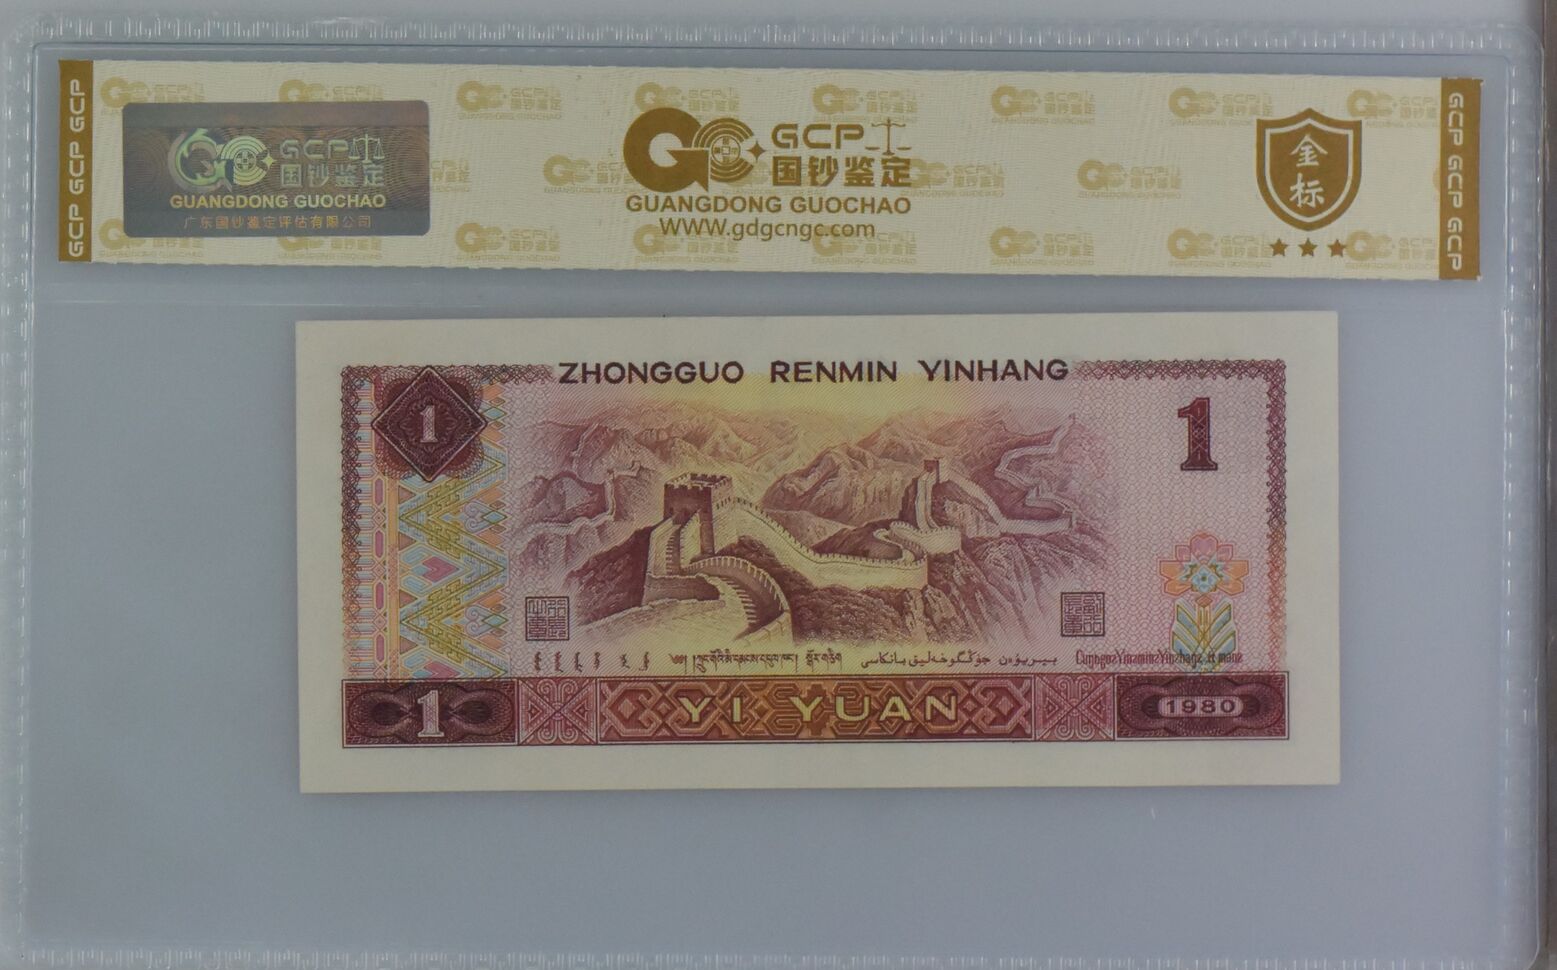 GCP GCP GCP
GCP
国钞鉴定
GUANGDONG GUOCHAO
广东国钞鉴定评估有限公司
GCP
国钞鉴定
GUANGDONG GUOCHAO
WWW.gdgcngc.com
金标
GCP GCP GCP
ZHONGGUO RENMIN YINHANG
1
1
1
YI YUAN
1980